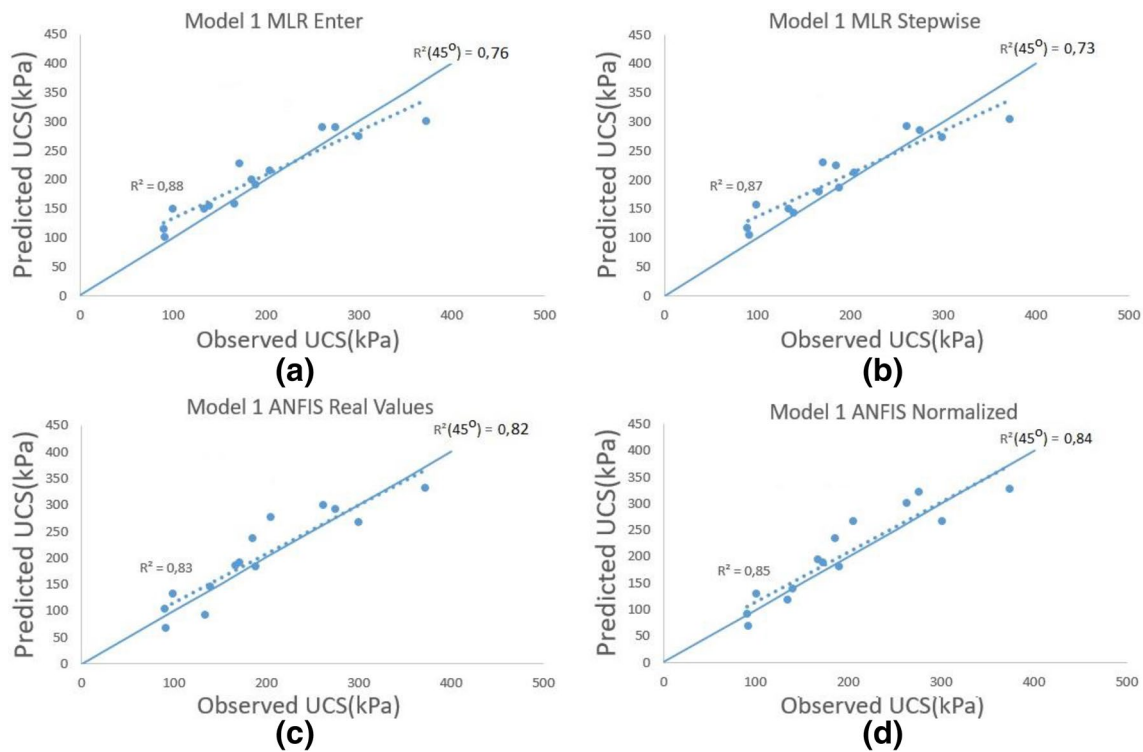 Model 1 MLR Enter
450
400
350
300
250
200
150
100
50
0
Predicted UCS(kPa)
R²(45°) = 0,76
R² = 0,88
0 100 200 300 400 500
Observed UCS(kPa)
(a)
Model 1 MLR Stepwise
450
400
350
300
250
200
150
100
50
0
Predicted UCS(kPa)
R²(45°) = 0,73
R² = 0,87
0 100 200 300 400 500
Observed UCS(kPa)
(b)
Model 1 ANFIS Real Values
450
400
350
300
250
200
150
100
50
0
Predicted UCS(kPa)
R²(45°) = 0,82
R² = 0,83
0 100 200 300 400 500
Observed UCS(kPa)
(c)
Model 1 ANFIS Normalized
450
400
350
300
250
200
150
100
50
0
Predicted UCS(kPa)
R²(45°) = 0,84
R² = 0,85
0 100 200 300 400 500
Observed UCS(kPa)
(d)